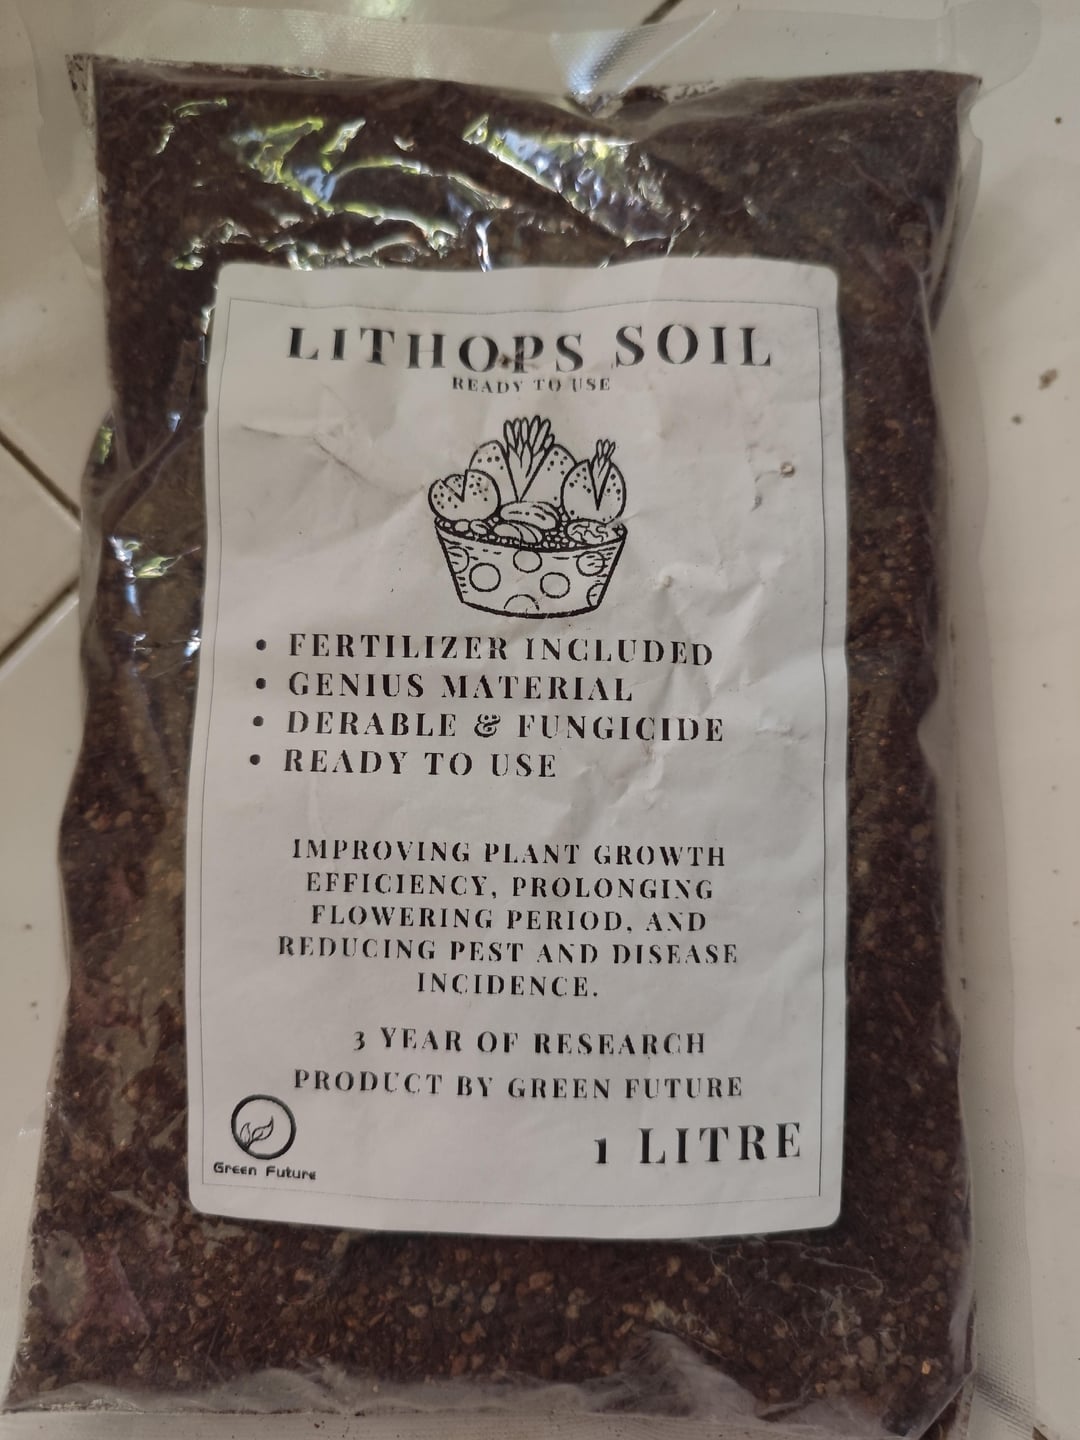 LITHOPS SOIL
READY TO USE
• FERTILIZER INCLUDED
• GENIUS MATERIAL
• DERABLE & FUNGICIDE
• READY TO USE
IMPROVING PLANT GROWTH
EFFICIENCY, PROLONGING
FLOWERING PERIOD, AND
REDUCING PEST AND DISEASE
INCIDENCE.
3 YEAR OF RESEARCH
PRODUCT BY GREEN FUTURE
1 LITRE
Green Future